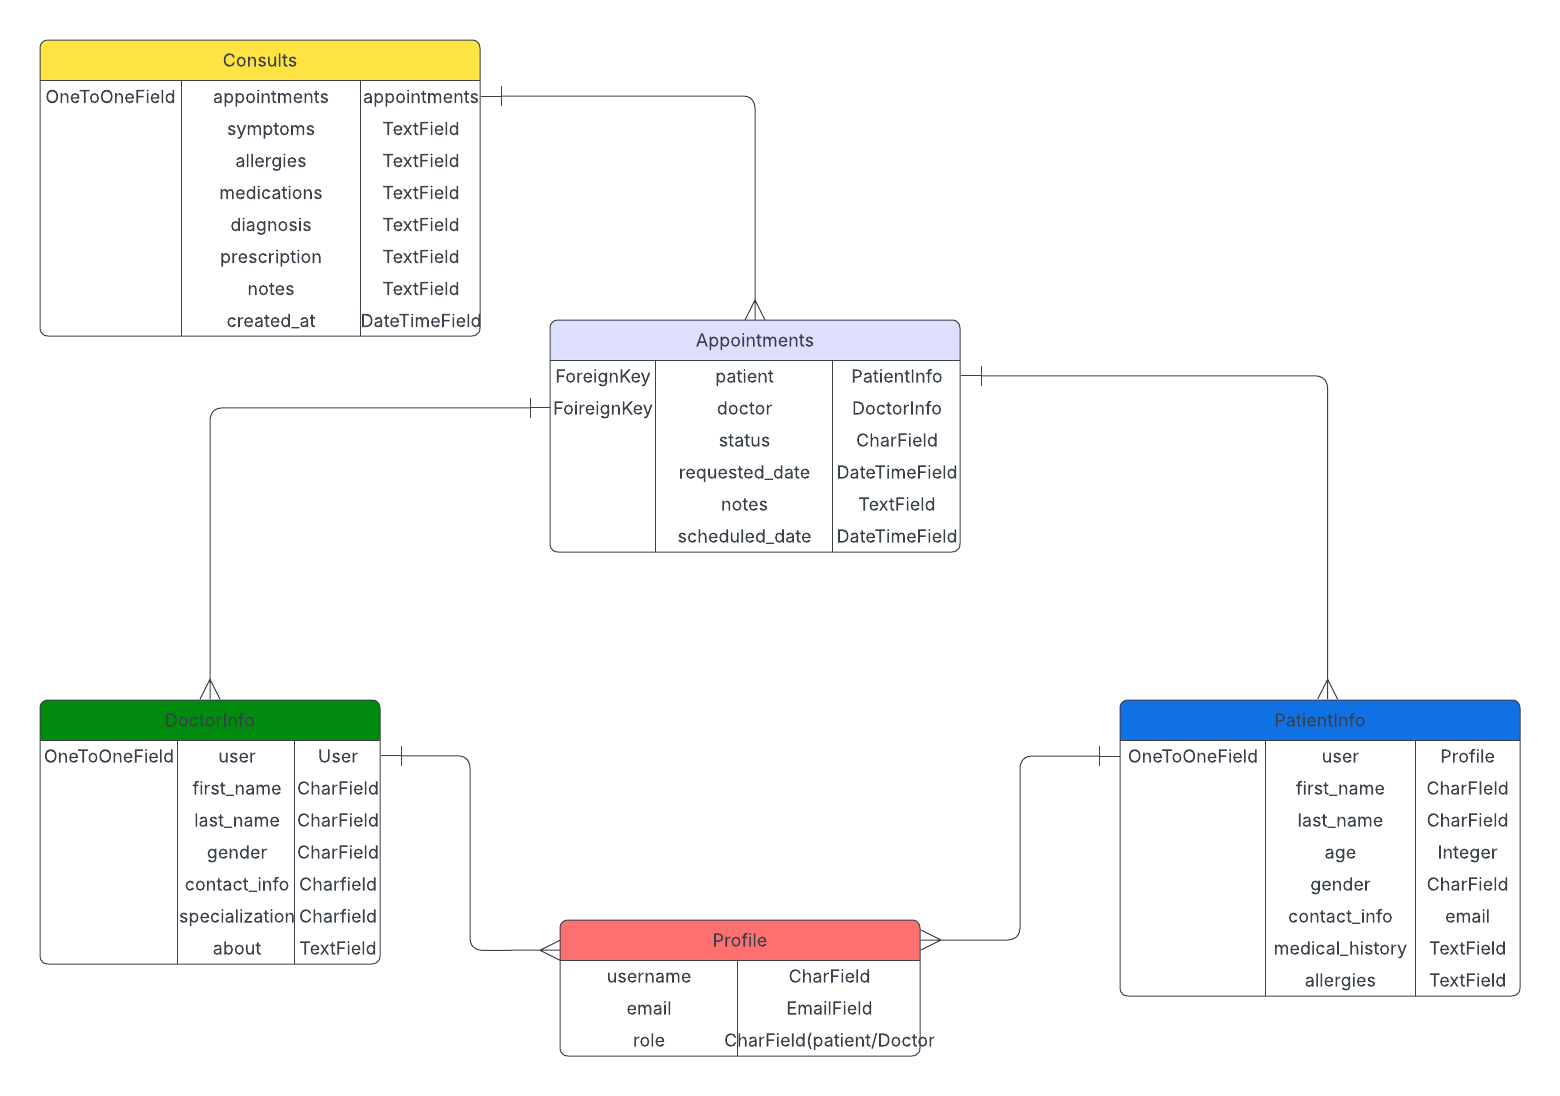 Consults
OneToOneField appointments appointments
symptoms TextField
allergies TextField
medications TextField
diagnosis TextField
prescription TextField
notes TextField
created_at DateTimeField
Appointments
ForeignKey patient PatientInfo
FoireignKey doctor DoctorInfo
status CharField
requested_date DateTimeField
notes TextField
scheduled_date DateTimeField
DoctorInfo
OneToOneField user User
first_name CharField
last_name CharField
gender CharField
contact_info Charfield
specialization Charfield
about TextField
PatientInfo
OneToOneField user Profile
first_name CharFIeld
last_name CharField
age Integer
gender CharField
contact_info email
medical_history TextField
allergies TextField
Profile
username CharField
email EmailField
role CharField(patient/Doctor